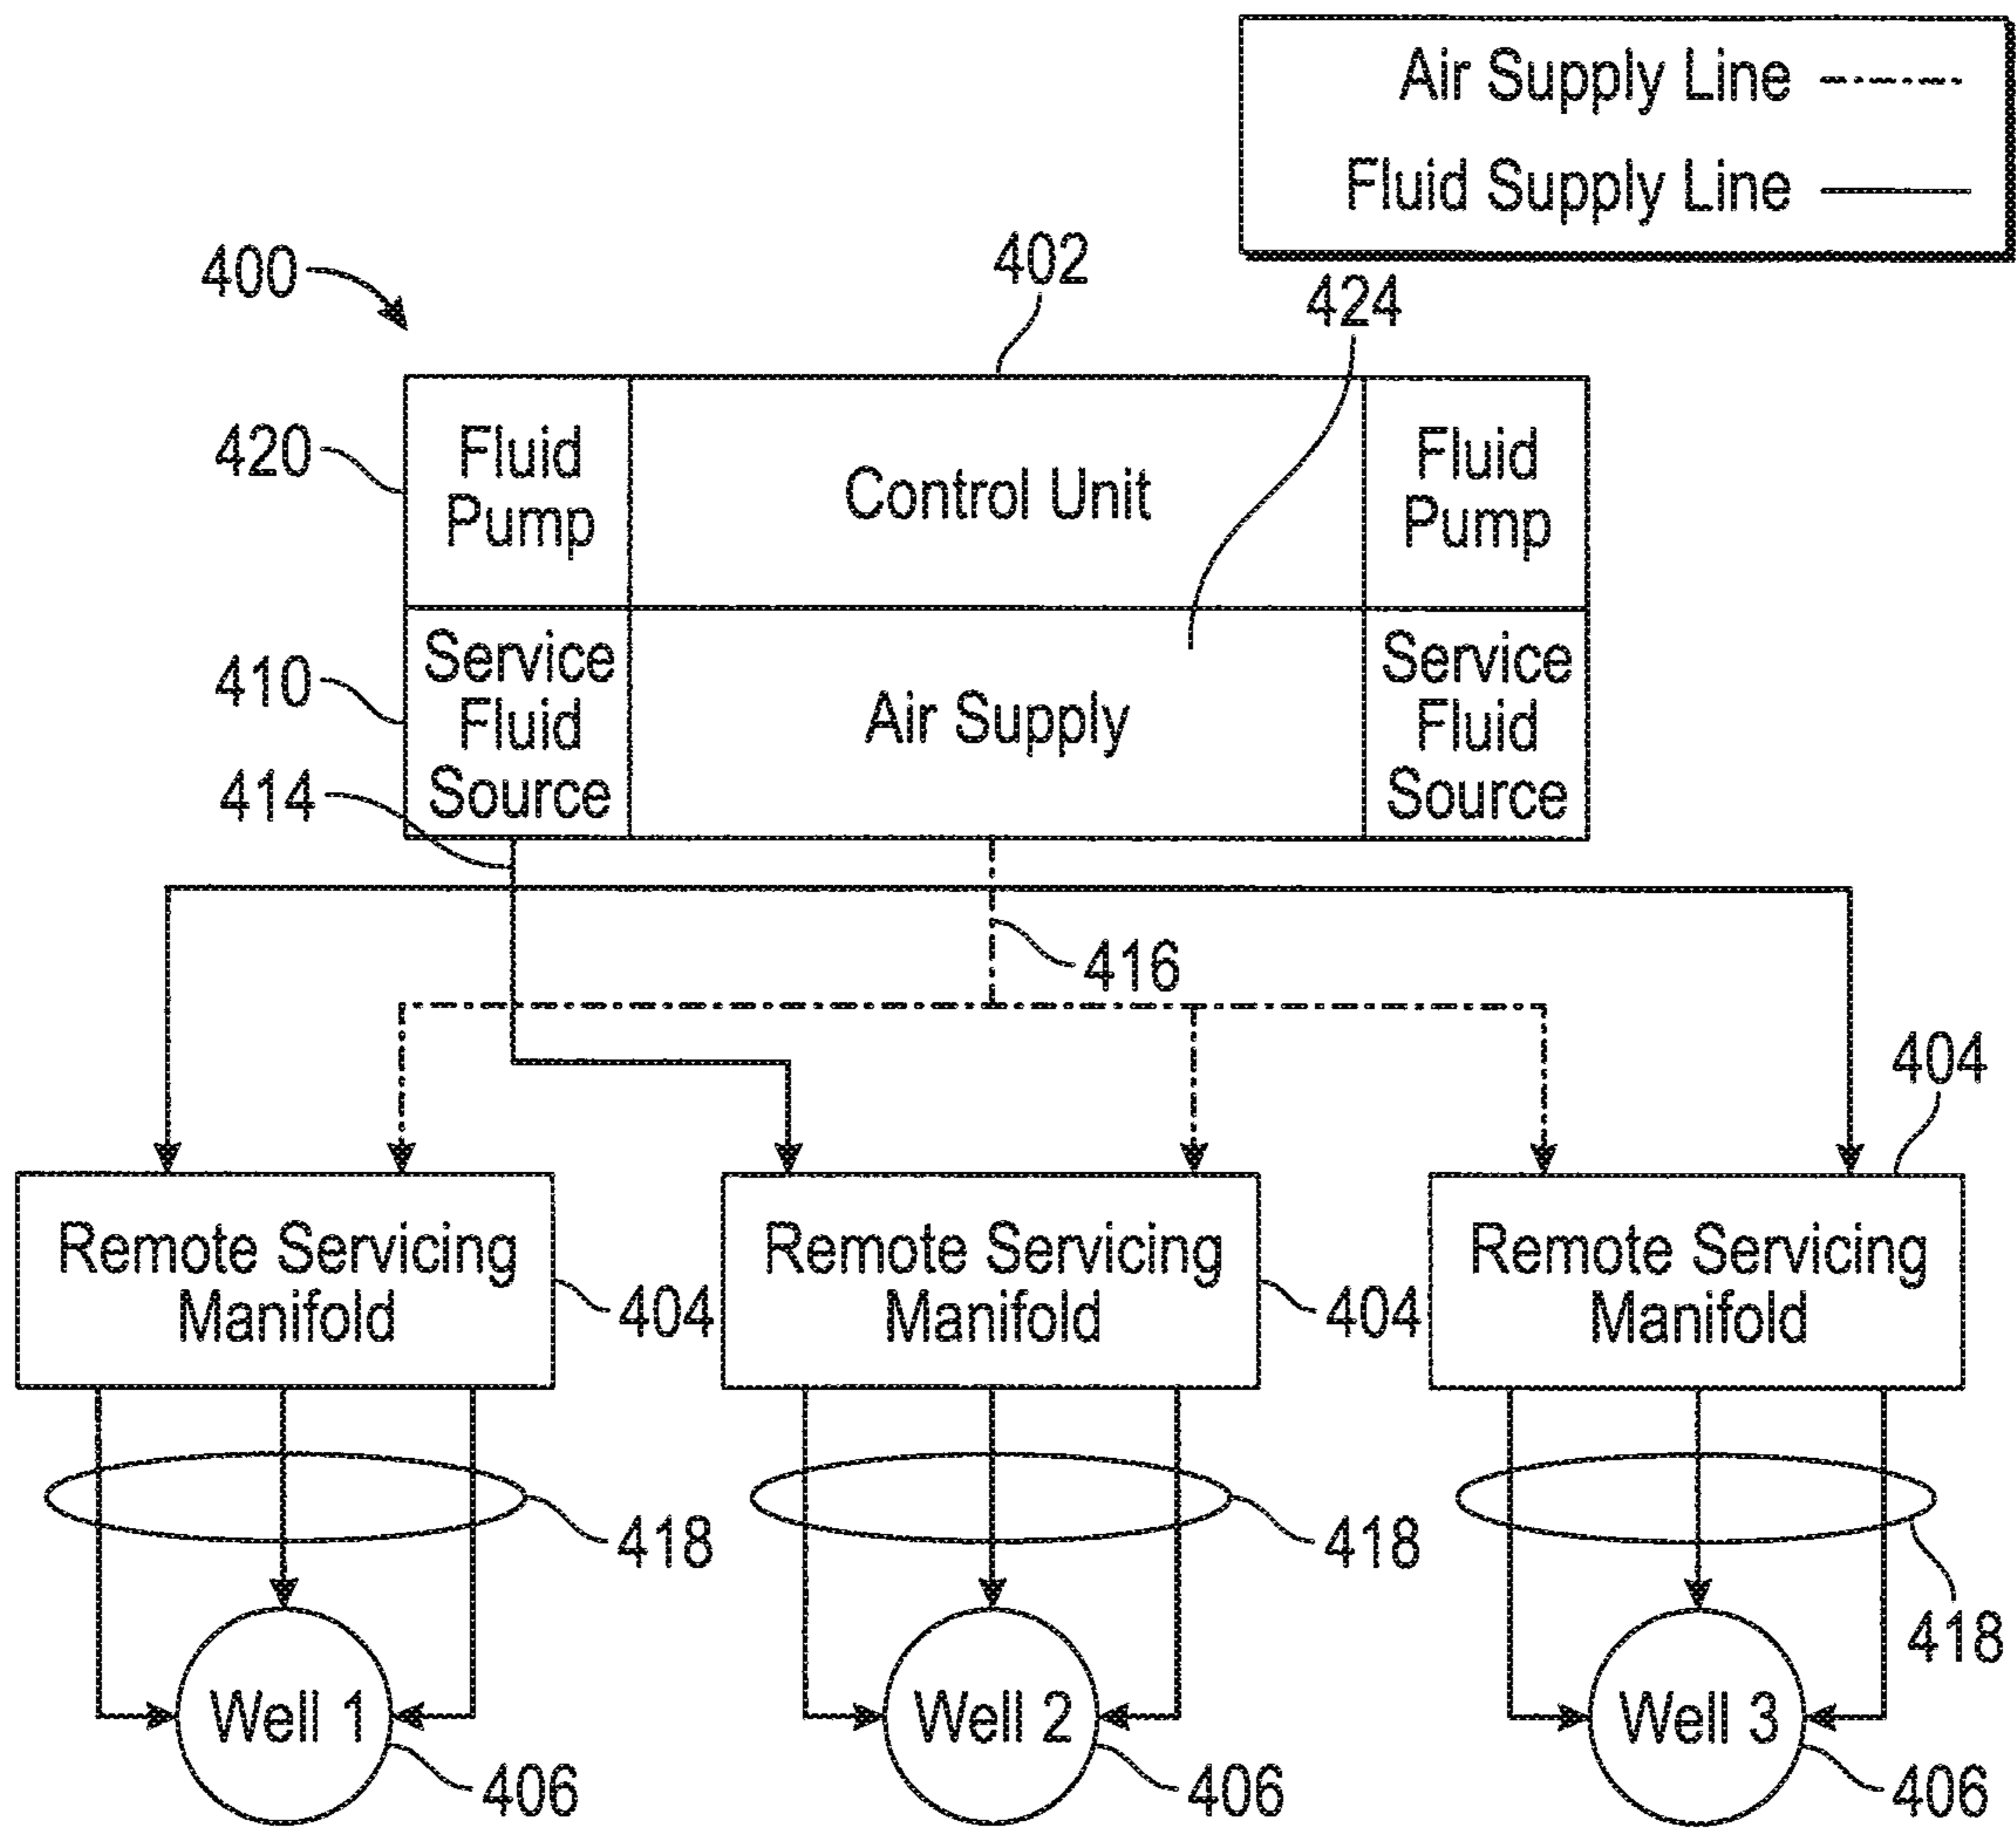 Air Supply Line
Fluid Supply Line
400
402
424
420
Fluid
Pump
Control Unit
Fluid
Pump
410
Service
Fluid
Source
Air Supply
Service
Fluid
Source
414
416
404
Remote Servicing
Manifold
404
Remote Servicing
Manifold
404
Remote Servicing
Manifold
418
418
418
Well 1
406
Well 2
406
Well 3
406